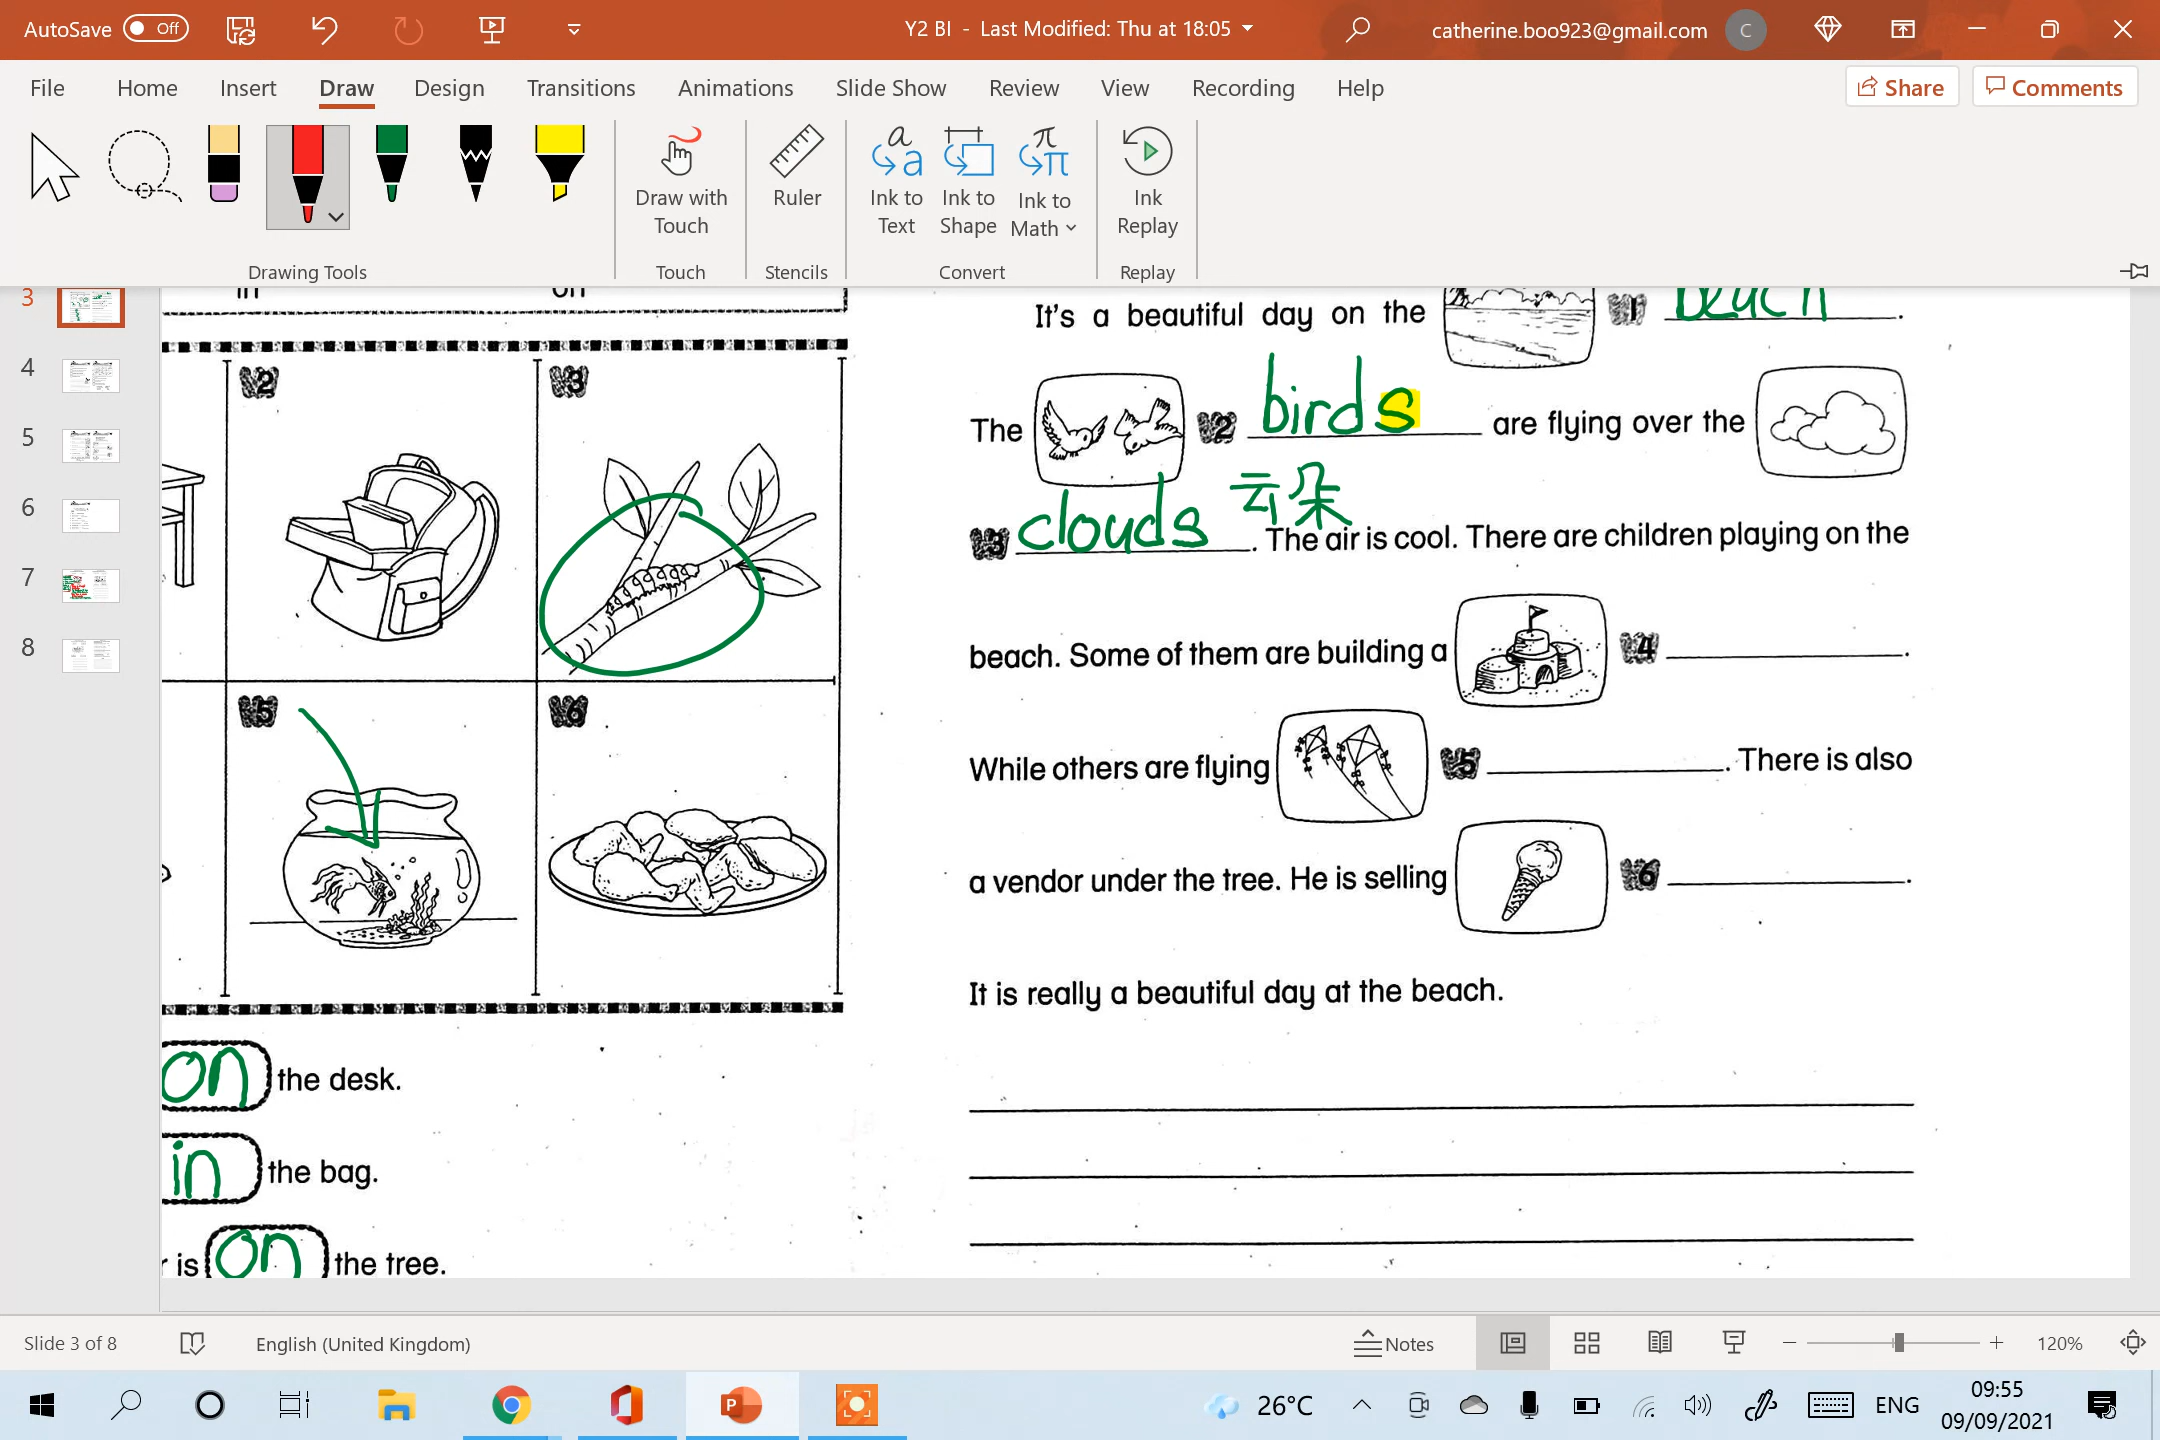 AutoSave Off Y2 BI - Last Modified: Thu at 18:05 catherine.boo923@gmail.com C
File Home Insert Draw Design Transitions Animations Slide Show Review View Recording Help Share Comments
Draw with Touch
Ruler
Ink to Text
Ink to Shape
Ink to Math
Ink Replay
Drawing Tools Touch Stencils Convert Replay
3
4
5
6
7
8
in on
2 3
5 6
on the desk.
in the bag.
r is on the tree.
It's a beautiful day on the 1 beach.
The 2 birds are flying over the
云朵
3 clouds. The air is cool. There are children playing on the
beach. Some of them are building a 4 ____.
While others are flying 5 ____. There is also
a vendor under the tree. He is selling 6 ____.
It is really a beautiful day at the beach.
Slide 3 of 8 English (United Kingdom) Notes 120%
26°C ENG 09:55
09/09/2021